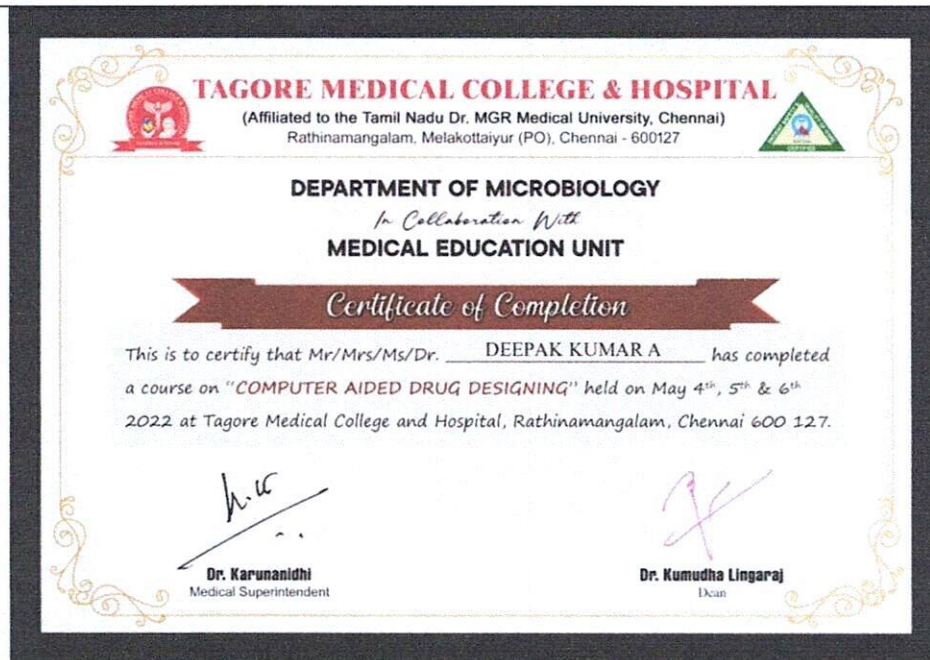 TAGORE MEDICAL COLLEGE & HOSPITAL
(Affiliated to the Tamil Nadu Dr. MGR Medical University, Chennai)
Rathinamangalam, Melakottaiyur (PO), Chennai - 600127
DEPARTMENT OF MICROBIOLOGY
In Collaboration With
MEDICAL EDUCATION UNIT
Certificate of Completion
This is to certify that Mr/Mrs/Ms/Dr. DEEPAK KUMAR A has completed
a course on "COMPUTER AIDED DRUG DESIGNING" held on May 4th, 5th & 6th
2022 at Tagore Medical College and Hospital, Rathinamangalam, Chennai 600 127.
Dr. Karunanidhi
Medical Superintendent
Dr. Kumudha Lingaraj
Dean